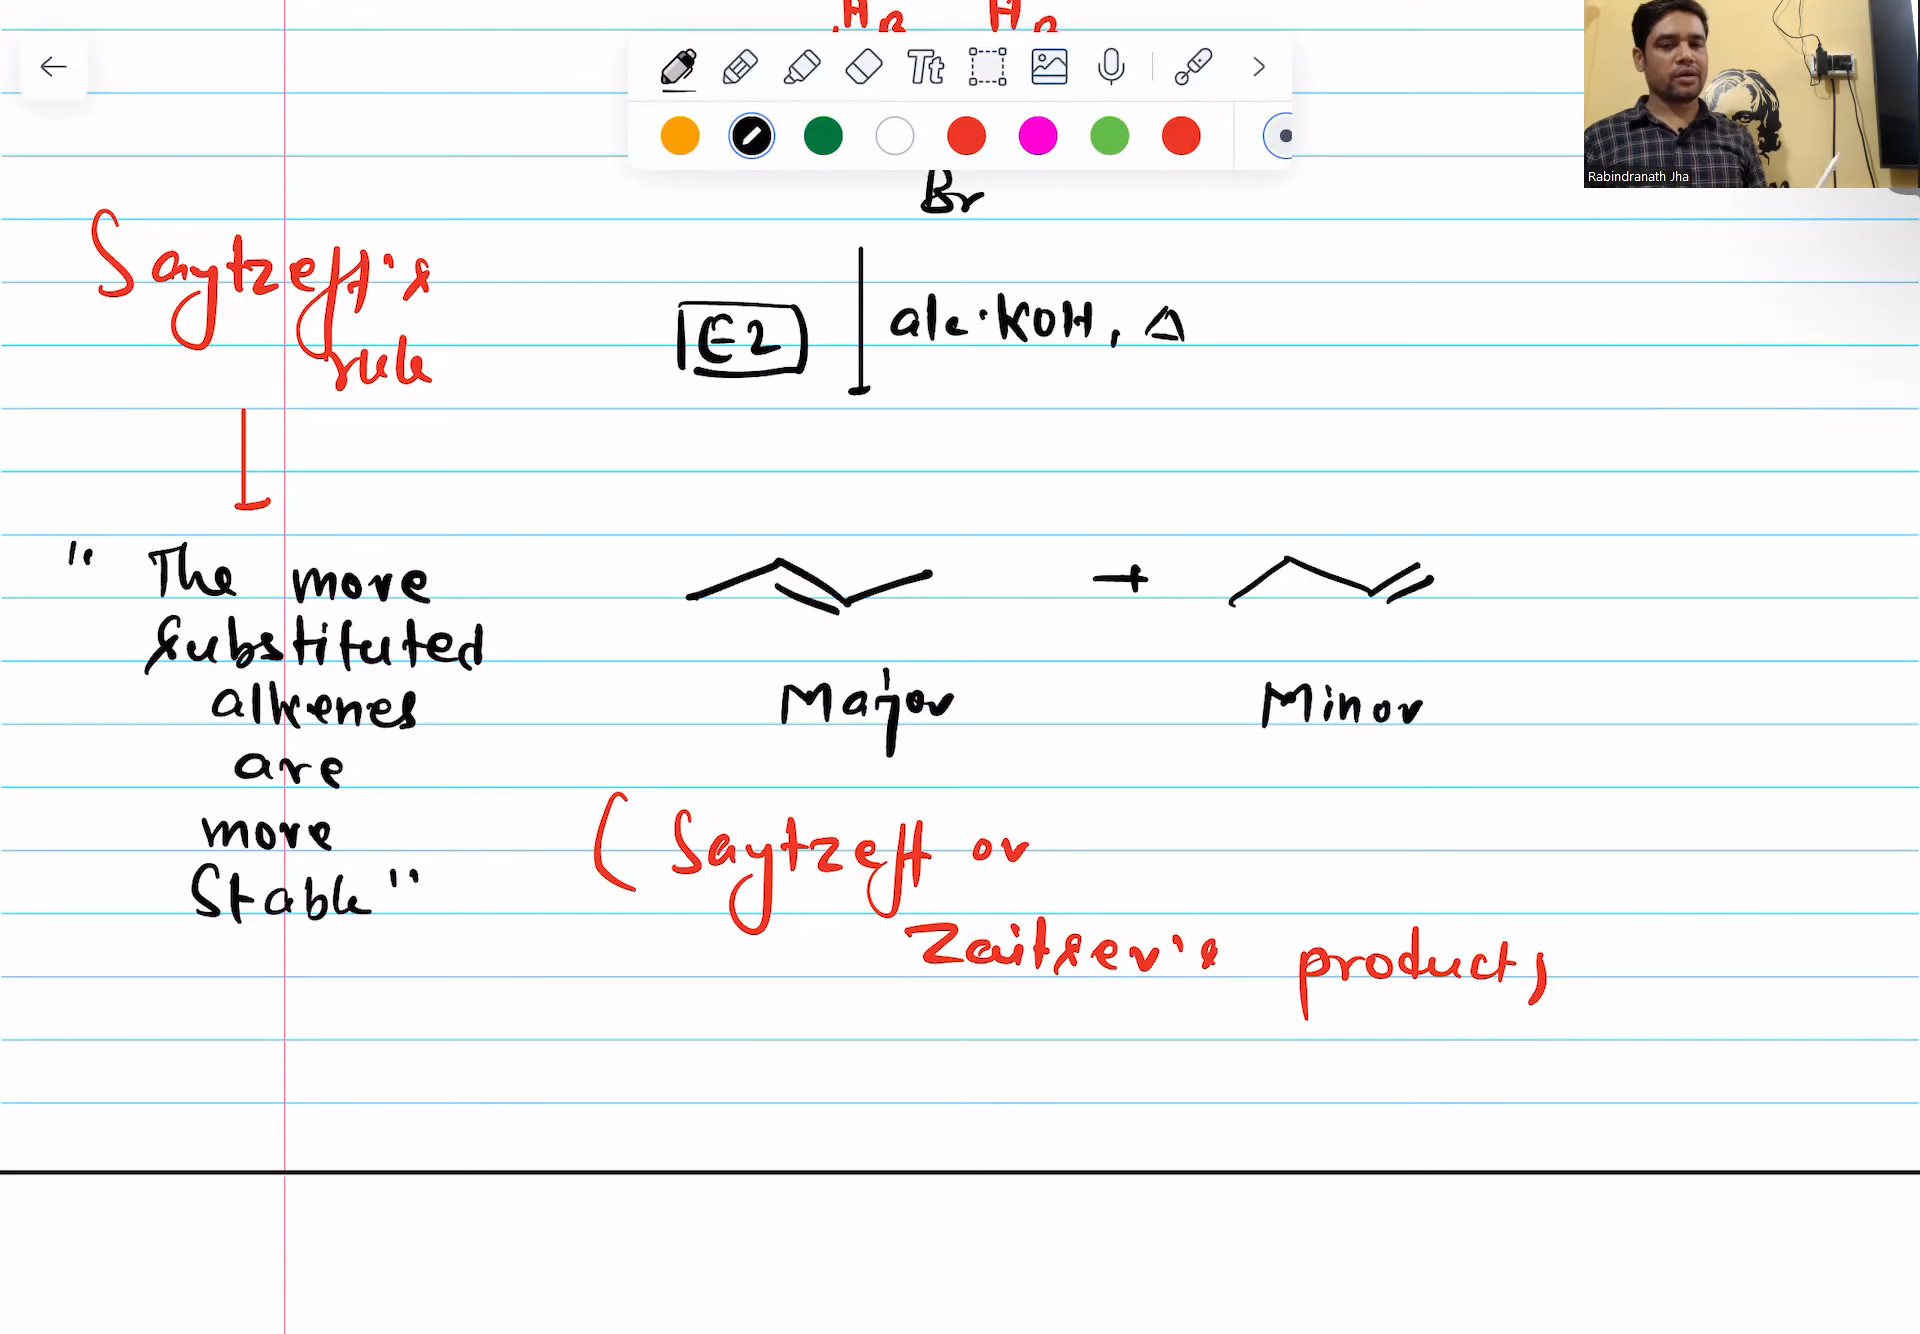 Tt
Rabindranath Jha
Br
Saytzeff's
rule
E2
alc. KOH, Δ
" The more
substituted
alkenes
are
more
Stable "
+
Major
Minor
( Saytzeff or
Zaitsev's product)